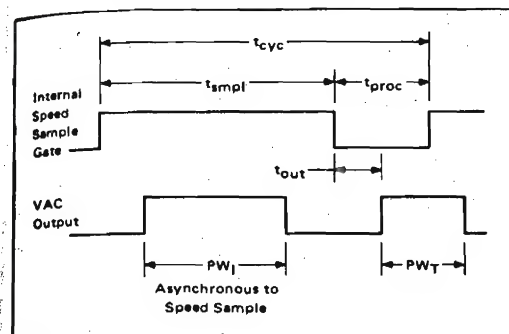 tcyc
tsmpl
tproc
Internal
Speed
Sample
Gate
tout
VAC
Output
PWI
PWT
Asynchronous to
Speed Sample